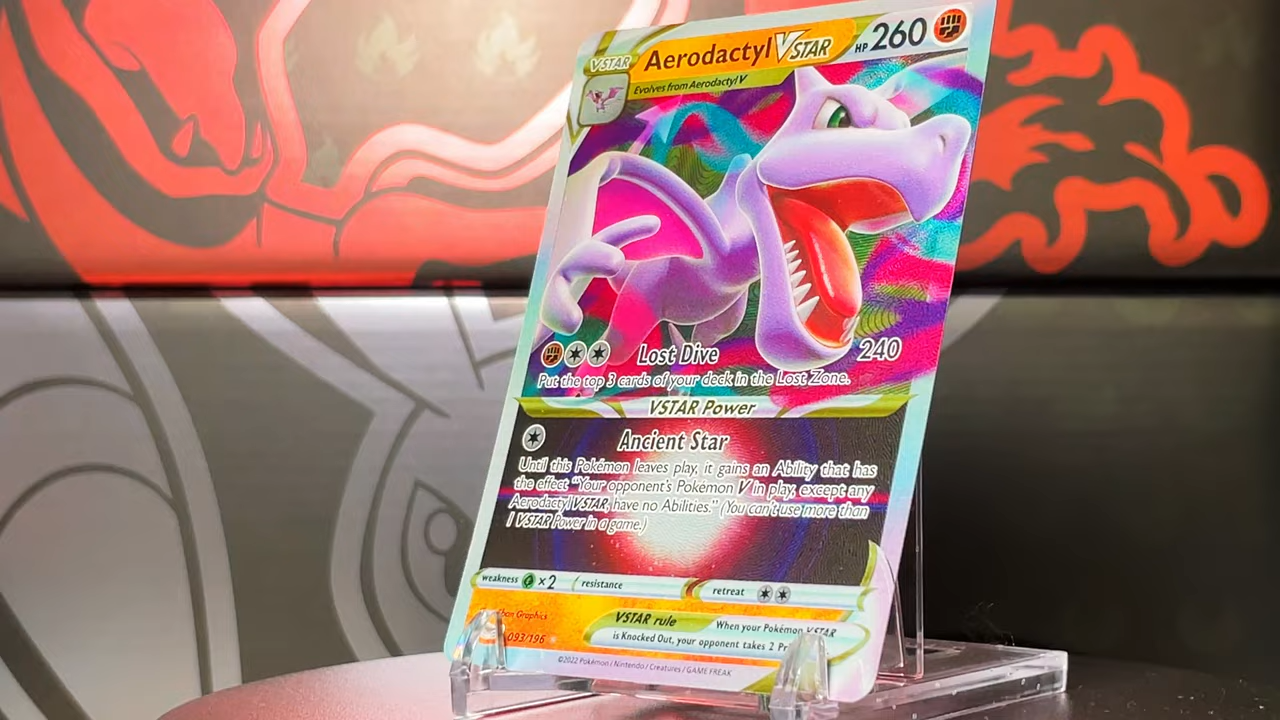 VSTAR
Aerodactyl VSTAR
HP 260
Evolves from Aerodactyl V
Lost Dive 240
Put the top 3 cards of your deck in the Lost Zone.
VSTAR Power
Ancient Star
Until this Pokémon leaves play, it gains an Ability that has
the effect “Your opponent's Pokémon V in play, except any
Aerodactyl VSTAR, have no Abilities.” (You can't use more than
1 VSTAR Power in a game.)
weakness ×2 resistance retreat
Graphics
VSTAR rule When your Pokémon VSTAR
is Knocked Out, your opponent takes 2
093/196
©2022 Pokémon / Nintendo / Creatures / GAME FREAK